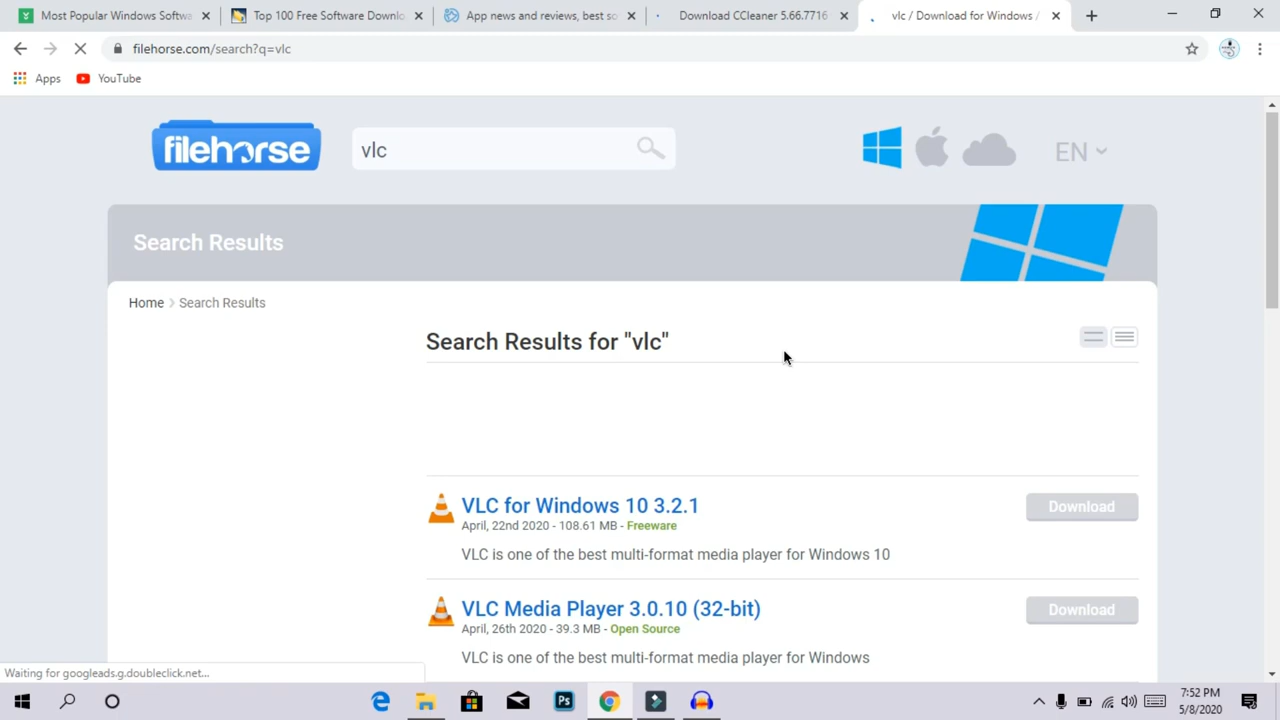 Most Popular Windows Softwa
Top 100 Free Software Downlo
App news and reviews, best so
Download CCleaner 5.66.7716
vlc / Download for Windows /
filehorse.com/search?q=vlc
Apps
YouTube
filehorse
vlc
EN
Search Results
Home
Search Results
Search Results for "vlc"
VLC for Windows 10 3.2.1
Download
April, 22nd 2020 - 108.61 MB - Freeware
VLC is one of the best multi-format media player for Windows 10
VLC Media Player 3.0.10 (32-bit)
Download
April, 26th 2020 - 39.3 MB - Open Source
VLC is one of the best multi-format media player for Windows
Waiting for googleads.g.doubleclick.net...
Ps
7:52 PM
5/8/2020